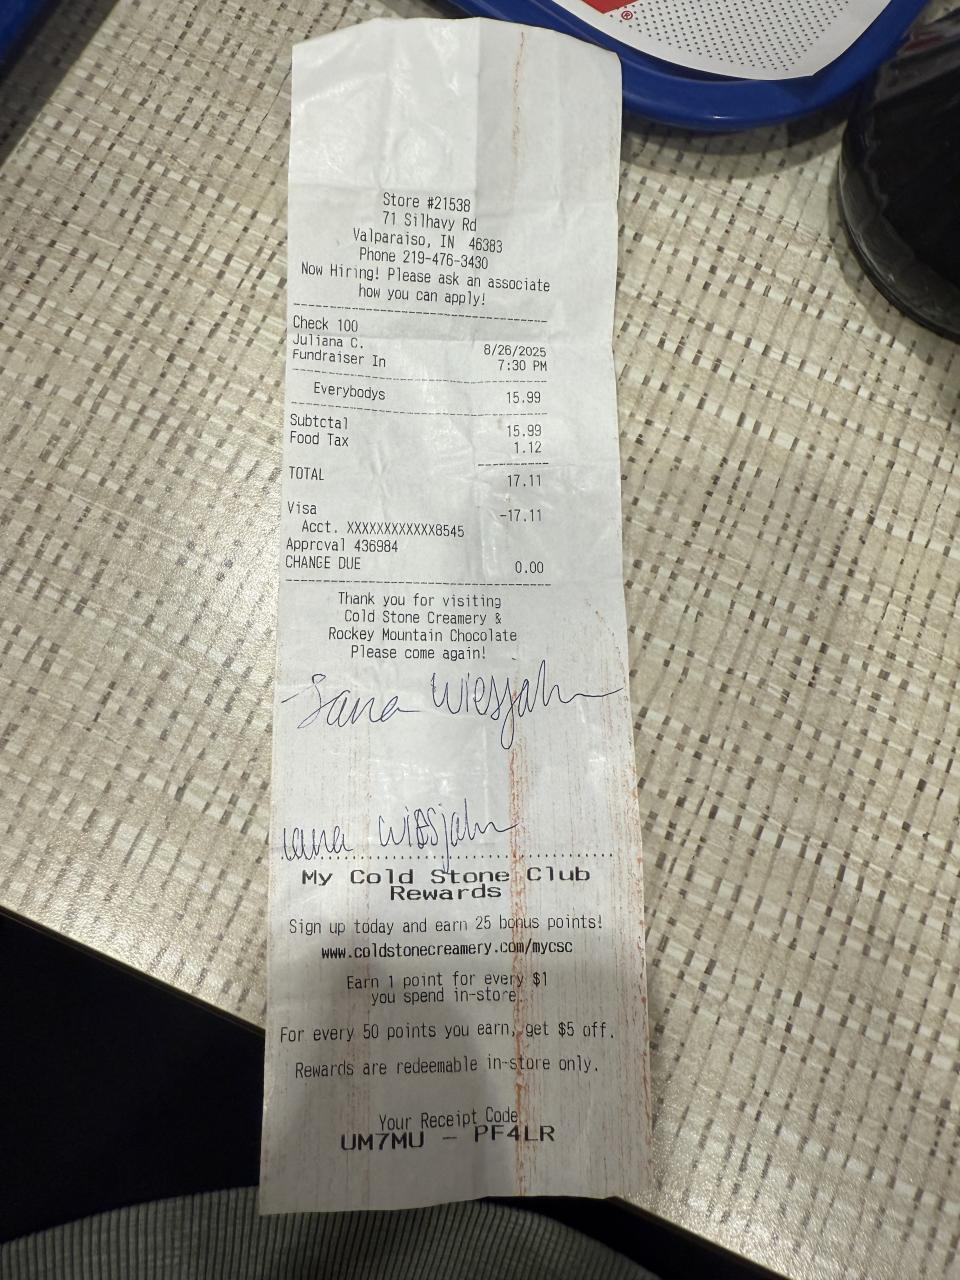 ®
Store #21538
71 Silhavy Rd
Valparaiso, IN 46383
Phone 219-476-3430
Now Hiring! Please ask an associate
how you can apply!
Check 100
Juliana C. 8/26/2025
Fundraiser In 7:30 PM
Everybodys 15.99
Subtotal 15.99
Food Tax 1.12
TOTAL 17.11
Visa -17.11
Acct. XXXXXXXXXXXX8545
Approval 436984
CHANGE DUE 0.00
Thank you for visiting
Cold Stone Creamery &
Rockey Mountain Chocolate
Please come again!
Wiesjahn
wiesjahn
My Cold Stone Club
Rewards
Sign up today and earn 25 bonus points!
www.coldstonecreamery.com/mycsc
Earn 1 point for every $1
you spend in-store.
For every 50 points you earn, get $5 off.
Rewards are redeemable in-store only.
Your Receipt Code
UM7MU - PF4LR